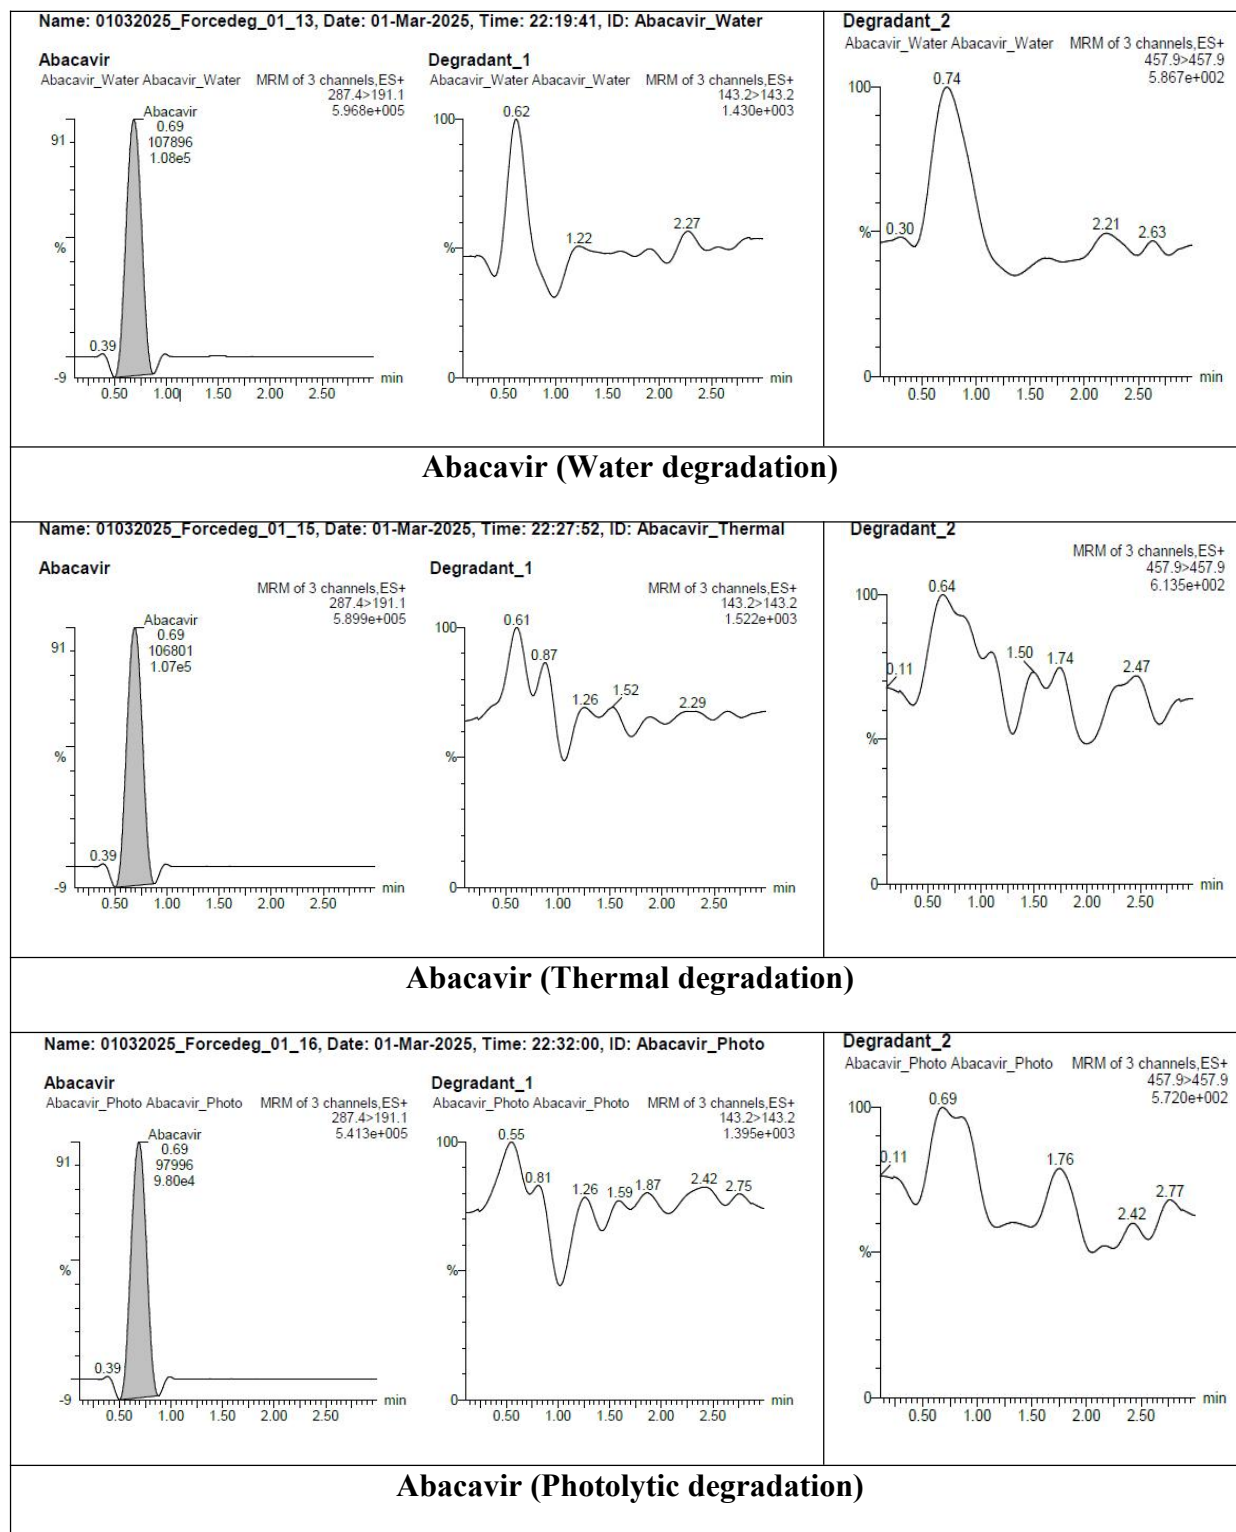 Name: 01032025_Forcedeg_01_13, Date: 01-Mar-2025, Time: 22:19:41, ID: Abacavir_Water
Abacavir
Abacavir_Water Abacavir_Water MRM of 3 channels,ES+
287.4>191.1
5.968e+005
Abacavir
0.69
107896
1.08e5
91
%
0.39
-9
min
0.50 1.00 1.50 2.00 2.50
Degradant_1
Abacavir_Water Abacavir_Water MRM of 3 channels,ES+
143.2>143.2
1.430e+003
100
0.62
2.27
1.22
%
0
min
0.50 1.00 1.50 2.00 2.50
Degradant_2
Abacavir_Water Abacavir_Water MRM of 3 channels,ES+
457.9>457.9
5.867e+002
0.74
100
0.30
2.21
2.63
%
0
min
0.50 1.00 1.50 2.00 2.50
Abacavir (Water degradation)
Name: 01032025_Forcedeg_01_15, Date: 01-Mar-2025, Time: 22:27:52, ID: Abacavir_Thermal
Abacavir
MRM of 3 channels,ES+
287.4>191.1
5.899e+005
Abacavir
0.69
106801
1.07e5
91
%
0.39
-9
min
0.50 1.00 1.50 2.00 2.50
Degradant_1
MRM of 3 channels,ES+
143.2>143.2
1.522e+003
0.61
100
0.87
1.52
1.26
2.29
%
0
min
0.50 1.00 1.50 2.00 2.50
Degradant_2
MRM of 3 channels,ES+
457.9>457.9
6.135e+002
0.64
100
1.50
1.74
2.47
0.11
%
0
min
0.50 1.00 1.50 2.00 2.50
Abacavir (Thermal degradation)
Name: 01032025_Forcedeg_01_16, Date: 01-Mar-2025, Time: 22:32:00, ID: Abacavir_Photo
Abacavir
Abacavir_Photo Abacavir_Photo MRM of 3 channels,ES+
287.4>191.1
5.413e+005
Abacavir
0.69
97996
9.80e4
91
%
0.39
-9
min
0.50 1.00 1.50 2.00 2.50
Degradant_1
Abacavir_Photo Abacavir_Photo MRM of 3 channels,ES+
143.2>143.2
1.395e+003
0.55
100
0.81
1.26
1.59
1.87
2.42
2.75
%
0
min
0.50 1.00 1.50 2.00 2.50
Degradant_2
Abacavir_Photo Abacavir_Photo MRM of 3 channels,ES+
457.9>457.9
5.720e+002
0.69
100
0.11
1.76
2.77
2.42
%
0
min
0.50 1.00 1.50 2.00 2.50
Abacavir (Photolytic degradation)